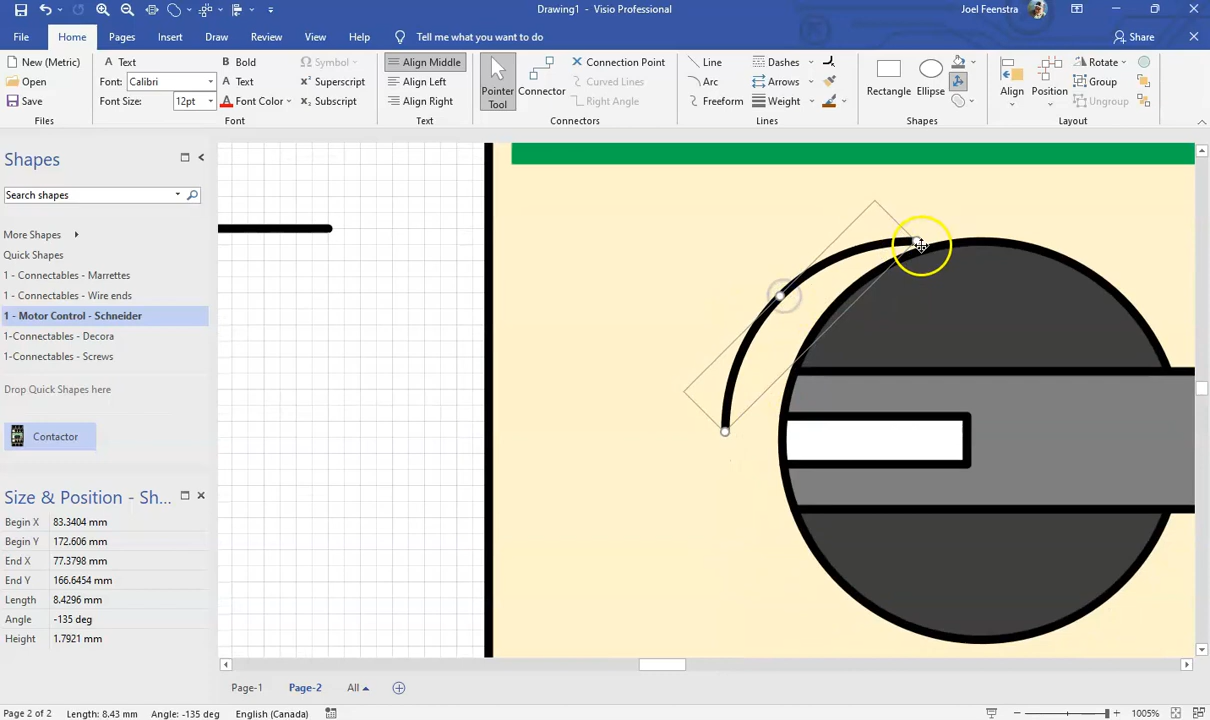 Drawing1 - Visio Professional
Joel Feenstra
File Home Pages Insert Draw Review View Help Tell me what you want to do Share
New (Metric) Text B Bold Symbol Align Middle Connection Point Line Dashes Rotate
Open Font: Calibri A Text x² Superscript Align Left Curved Lines Arc Arrows Group
Save Font Size: 12pt A Font Color x₂ Subscript Align Right Pointer Tool Connector Right Angle Freeform Weight Rectangle Ellipse Align Position Ungroup
Files Font Text Connectors Lines Shapes Layout
Shapes
Search shapes
More Shapes
Quick Shapes
1 - Connectables - Marrettes
1 - Connectables - Wire ends
1 - Motor Control - Schneider
1-Connectables - Decora
1-Connectables - Screws
Drop Quick Shapes here
Contactor
Size & Position - Sh...
Begin X 83.3404 mm
Begin Y 172.606 mm
End X 77.3798 mm
End Y 166.6454 mm
Length 8.4296 mm
Angle -135 deg
Height 1.7921 mm
Page-1 Page-2 All
Page 2 of 2 Length: 8.43 mm Angle: -135 deg English (Canada) 1005%